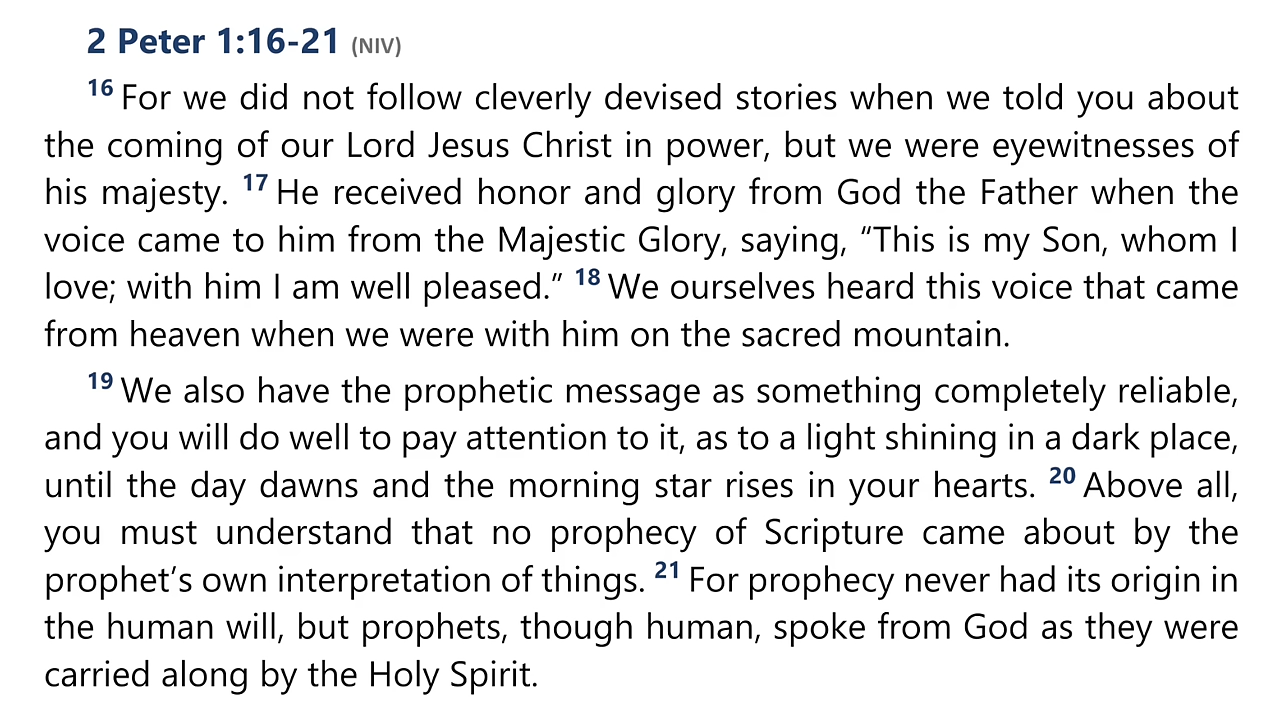 2 Peter 1:16-21 (NIV)
16 For we did not follow cleverly devised stories when we told you about
the coming of our Lord Jesus Christ in power, but we were eyewitnesses of
his majesty. 17 He received honor and glory from God the Father when the
voice came to him from the Majestic Glory, saying, “This is my Son, whom I
love; with him I am well pleased.” 18 We ourselves heard this voice that came
from heaven when we were with him on the sacred mountain.
19 We also have the prophetic message as something completely reliable,
and you will do well to pay attention to it, as to a light shining in a dark place,
until the day dawns and the morning star rises in your hearts. 20 Above all,
you must understand that no prophecy of Scripture came about by the
prophet’s own interpretation of things. 21 For prophecy never had its origin in
the human will, but prophets, though human, spoke from God as they were
carried along by the Holy Spirit.